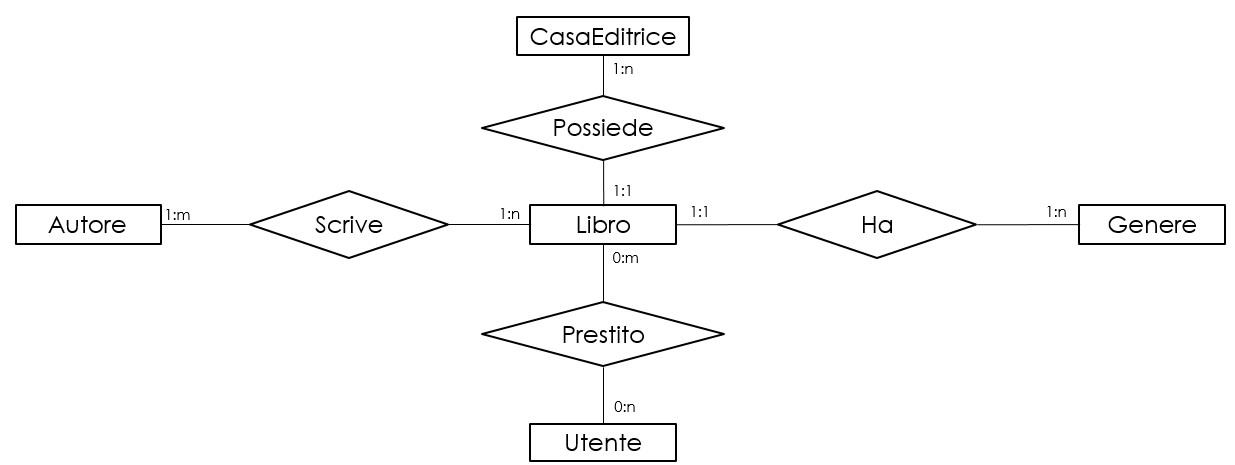 CasaEditrice
1:n
Possiede
1:1
Autore
1:m
Scrive
1:n
Libro
1:1
Ha
1:n
Genere
0:m
Prestito
0:n
Utente